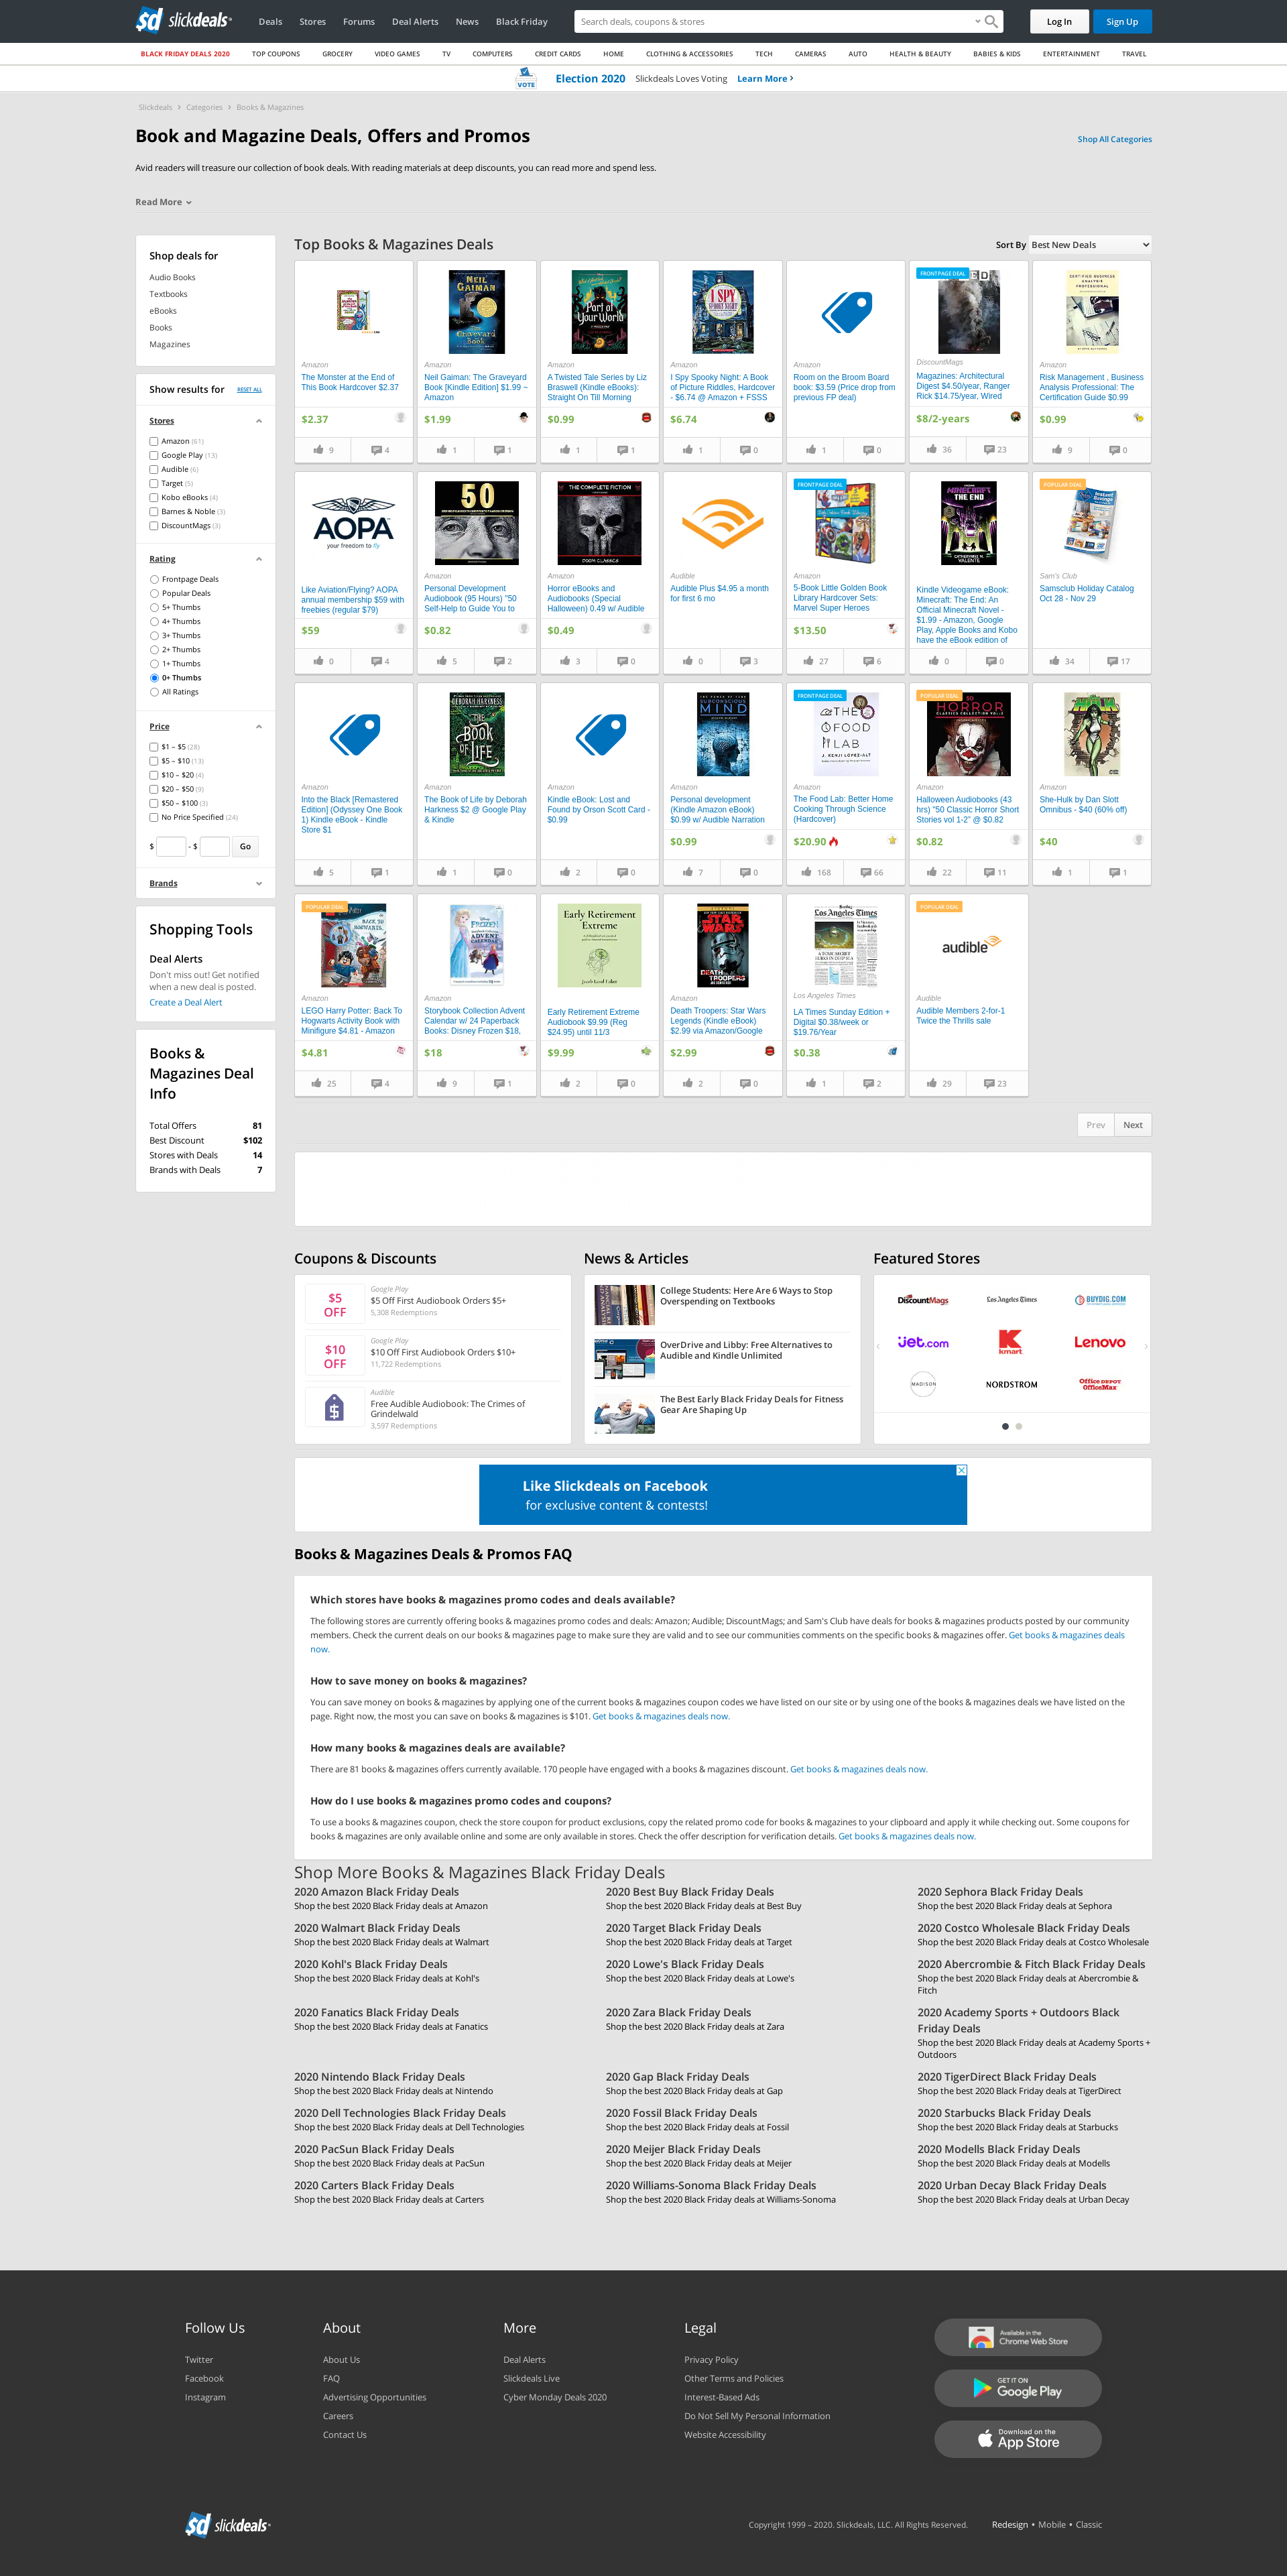 sd slickdeals
Deals Stores Forums Deal Alerts News Black Friday
Search deals, coupons & stores
Log In
Sign Up
BLACK FRIDAY DEALS 2020 TOP COUPONS GROCERY VIDEO GAMES TV COMPUTERS CREDIT CARDS HOME CLOTHING & ACCESSORIES TECH CAMERAS AUTO HEALTH & BEAUTY BABIES & KIDS ENTERTAINMENT TRAVEL
VOTE Election 2020 Slickdeals Loves Voting Learn More
Slickdeals Categories Books & Magazines
Book and Magazine Deals, Offers and Promos
Shop All Categories
Avid readers will treasure our collection of book deals. With reading materials at deep discounts, you can read more and spend less.
Read More
Shop deals for
Audio Books
Textbooks
eBooks
Books
Magazines
Show results for RESET ALL
Stores
Amazon (61)
Google Play (13)
Audible (6)
Target (5)
Kobo eBooks (4)
Barnes & Noble (3)
DiscountMags (3)
Rating
Frontpage Deals
Popular Deals
5+ Thumbs
4+ Thumbs
3+ Thumbs
2+ Thumbs
1+ Thumbs
0+ Thumbs
All Ratings
Price
$1 – $5 (28)
$5 – $10 (13)
$10 – $20 (4)
$20 – $50 (9)
$50 – $100 (3)
No Price Specified (24)
$ - $ Go
Brands
Shopping Tools
Deal Alerts
Don't miss out! Get notified
when a new deal is posted.
Create a Deal Alert
Books &
Magazines Deal
Info
Total Offers 81
Best Discount $102
Stores with Deals 14
Brands with Deals 7
Top Books & Magazines Deals
Sort By Best New Deals
Amazon
The Monster at the End of
This Book Hardcover $2.37
$2.37
9 4
NEIL GAIMAN
The Graveyard Book
Amazon
Neil Gaiman: The Graveyard
Book [Kindle Edition] $1.99 ~
Amazon
$1.99
1 1
Part of Your World
Amazon
A Twisted Tale Series by Liz
Braswell (Kindle eBooks):
Straight On Till Morning
$0.99
1 1
I SPY
SPOOKY NIGHT
Amazon
I Spy Spooky Night: A Book
of Picture Riddles, Hardcover
- $6.74 @ Amazon + FSSS
$6.74
1 0
Amazon
Room on the Broom Board
book: $3.59 (Price drop from
previous FP deal)
1 0
FRONTPAGE DEAL
DiscountMags
Magazines: Architectural
Digest $4.50/year, Ranger
Rick $14.75/year, Wired
$8/2-years
36 23
CERTIFIED BUSINESS
ANALYSIS
PROFESSIONAL
Amazon
Risk Management , Business
Analysis Professional: The
Certification Guide $0.99
$0.99
9 0
AOPA
your freedom to fly
Like Aviation/Flying? AOPA
annual membership $59 with
freebies (regular $79)
$59
0 4
50
Amazon
Personal Development
Audiobook (95 Hours) "50
Self-Help to Guide You to
$0.82
5 2
THE COMPLETE FICTION
DOOM CLASSICS
Amazon
Horror eBooks and
Audiobooks (Special
Halloween) 0.49 w/ Audible
$0.49
3 0
Audible
Audible Plus $4.95 a month
for first 6 mo
0 3
FRONTPAGE DEAL
Amazon
5-Book Little Golden Book
Library Hardcover Sets:
Marvel Super Heroes
$13.50
27 6
MINECRAFT
THE END
CATHERYNNE M.
VALENTE
Kindle Videogame eBook:
Minecraft: The End: An
Official Minecraft Novel -
$1.99 - Amazon, Google
Play, Apple Books and Kobo
have the eBook edition of
0 0
POPULAR DEAL
Instant Savings
Sam's Club
Samsclub Holiday Catalog
Oct 28 - Nov 29
34 17
Amazon
Into the Black [Remastered
Edition] (Odyssey One Book
1) Kindle eBook - Kindle
Store $1
5 1
DEBORAH HARKNESS
THE BOOK OF LIFE
Amazon
The Book of Life by Deborah
Harkness $2 @ Google Play
& Kindle
1 0
Amazon
Kindle eBook: Lost and
Found by Orson Scott Card -
$0.99
2 0
MIND
Amazon
Personal development
(Kindle Amazon eBook)
$0.99 w/ Audible Narration
$0.99
7 0
FRONTPAGE DEAL
THE FOOD LAB
J. KENJI LÓPEZ-ALT
Amazon
The Food Lab: Better Home
Cooking Through Science
(Hardcover)
$20.90
168 66
POPULAR DEAL
50
HORROR
Amazon
Halloween Audiobooks (43
hrs) "50 Classic Horror Short
Stories vol 1-2" @ $0.82
$0.82
22 11
Amazon
She-Hulk by Dan Slott
Omnibus - $40 (60% off)
$40
1 1
POPULAR DEAL
BACK TO HOGWARTS
Amazon
LEGO Harry Potter: Back To
Hogwarts Activity Book with
Minifigure $4.81 - Amazon
$4.81
25 4
FROZEN
ADVENT CALENDAR
Amazon
Storybook Collection Advent
Calendar w/ 24 Paperback
Books: Disney Frozen $18,
$18
9 1
Early Retirement
Extreme
Jacob Lund Fisker
Early Retirement Extreme
Audiobook $9.99 (Reg
$24.95) until 11/3
$9.99
2 0
STAR WARS
DEATH TROOPERS
Amazon
Death Troopers: Star Wars
Legends (Kindle eBook)
$2.99 via Amazon/Google
$2.99
2 0
Los Angeles Times
Los Angeles Times
LA Times Sunday Edition +
Digital $0.38/week or
$19.76/Year
$0.38
1 2
POPULAR DEAL
audible
Audible
Audible Members 2-for-1
Twice the Thrills sale
29 23
Prev Next
Coupons & Discounts
$5
OFF
Google Play
$5 Off First Audiobook Orders $5+
5,308 Redemptions
$10
OFF
Google Play
$10 Off First Audiobook Orders $10+
11,722 Redemptions
Audible
Free Audible Audiobook: The Crimes of
Grindelwald
3,597 Redemptions
News & Articles
College Students: Here Are 6 Ways to Stop
Overspending on Textbooks
OverDrive and Libby: Free Alternatives to
Audible and Kindle Unlimited
The Best Early Black Friday Deals for Fitness
Gear Are Shaping Up
Featured Stores
DiscountMags Los Angeles Times BUYDIG.COM
jet.com kmart Lenovo
MADISON NORDSTROM Office DEPOT OfficeMax
Like Slickdeals on Facebook
for exclusive content & contests!
Books & Magazines Deals & Promos FAQ
Which stores have books & magazines promo codes and deals available?
The following stores are currently offering books & magazines promo codes and deals: Amazon; Audible; DiscountMags; and Sam's Club have deals for books & magazines products posted by our community
members. Check the current deals on our books & magazines page to make sure they are valid and to see our communities comments on the specific books & magazines offer. Get books & magazines deals
now.
How to save money on books & magazines?
You can save money on books & magazines by applying one of the current books & magazines coupon codes we have listed on our site or by using one of the books & magazines deals we have listed on the
page. Right now, the most you can save on books & magazines is $101. Get books & magazines deals now.
How many books & magazines deals are available?
There are 81 books & magazines offers currently available. 170 people have engaged with a books & magazines discount. Get books & magazines deals now.
How do I use books & magazines promo codes and coupons?
To use a books & magazines coupon, check the store coupon for product exclusions, copy the related promo code for books & magazines to your clipboard and apply it while checking out. Some coupons for
books & magazines are only available online and some are only available in stores. Check the offer description for verification details. Get books & magazines deals now.
Shop More Books & Magazines Black Friday Deals
2020 Amazon Black Friday Deals
Shop the best 2020 Black Friday deals at Amazon
2020 Best Buy Black Friday Deals
Shop the best 2020 Black Friday deals at Best Buy
2020 Sephora Black Friday Deals
Shop the best 2020 Black Friday deals at Sephora
2020 Walmart Black Friday Deals
Shop the best 2020 Black Friday deals at Walmart
2020 Target Black Friday Deals
Shop the best 2020 Black Friday deals at Target
2020 Costco Wholesale Black Friday Deals
Shop the best 2020 Black Friday deals at Costco Wholesale
2020 Kohl's Black Friday Deals
Shop the best 2020 Black Friday deals at Kohl's
2020 Lowe's Black Friday Deals
Shop the best 2020 Black Friday deals at Lowe's
2020 Abercrombie & Fitch Black Friday Deals
Shop the best 2020 Black Friday deals at Abercrombie &
Fitch
2020 Fanatics Black Friday Deals
Shop the best 2020 Black Friday deals at Fanatics
2020 Zara Black Friday Deals
Shop the best 2020 Black Friday deals at Zara
2020 Academy Sports + Outdoors Black
Friday Deals
Shop the best 2020 Black Friday deals at Academy Sports +
Outdoors
2020 Nintendo Black Friday Deals
Shop the best 2020 Black Friday deals at Nintendo
2020 Gap Black Friday Deals
Shop the best 2020 Black Friday deals at Gap
2020 TigerDirect Black Friday Deals
Shop the best 2020 Black Friday deals at TigerDirect
2020 Dell Technologies Black Friday Deals
Shop the best 2020 Black Friday deals at Dell Technologies
2020 Fossil Black Friday Deals
Shop the best 2020 Black Friday deals at Fossil
2020 Starbucks Black Friday Deals
Shop the best 2020 Black Friday deals at Starbucks
2020 PacSun Black Friday Deals
Shop the best 2020 Black Friday deals at PacSun
2020 Meijer Black Friday Deals
Shop the best 2020 Black Friday deals at Meijer
2020 Modells Black Friday Deals
Shop the best 2020 Black Friday deals at Modells
2020 Carters Black Friday Deals
Shop the best 2020 Black Friday deals at Carters
2020 Williams-Sonoma Black Friday Deals
Shop the best 2020 Black Friday deals at Williams-Sonoma
2020 Urban Decay Black Friday Deals
Shop the best 2020 Black Friday deals at Urban Decay
Follow Us
Twitter
Facebook
Instagram
About
About Us
FAQ
Advertising Opportunities
Careers
Contact Us
More
Deal Alerts
Slickdeals Live
Cyber Monday Deals 2020
Legal
Privacy Policy
Other Terms and Policies
Interest-Based Ads
Do Not Sell My Personal Information
Website Accessibility
Available in the
Chrome Web Store
GET IT ON
Google Play
Download on the
App Store
sd slickdeals
Copyright 1999 – 2020. Slickdeals, LLC. All Rights Reserved.
Redesign • Mobile • Classic